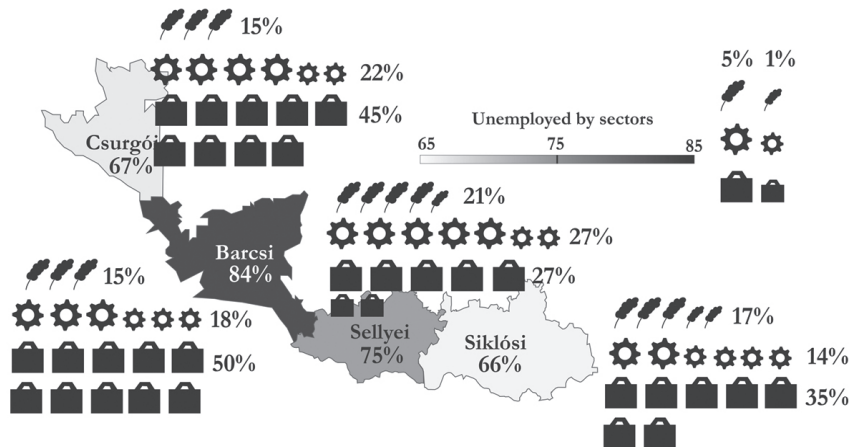 15%
22%
45%
Csurgói
67%
Unemployed by sectors
65 75 85
5% 1%
21%
27%
27%
Barcsi
84%
15%
18%
50%
Sellyei
75%
Siklósi
66%
17%
14%
35%